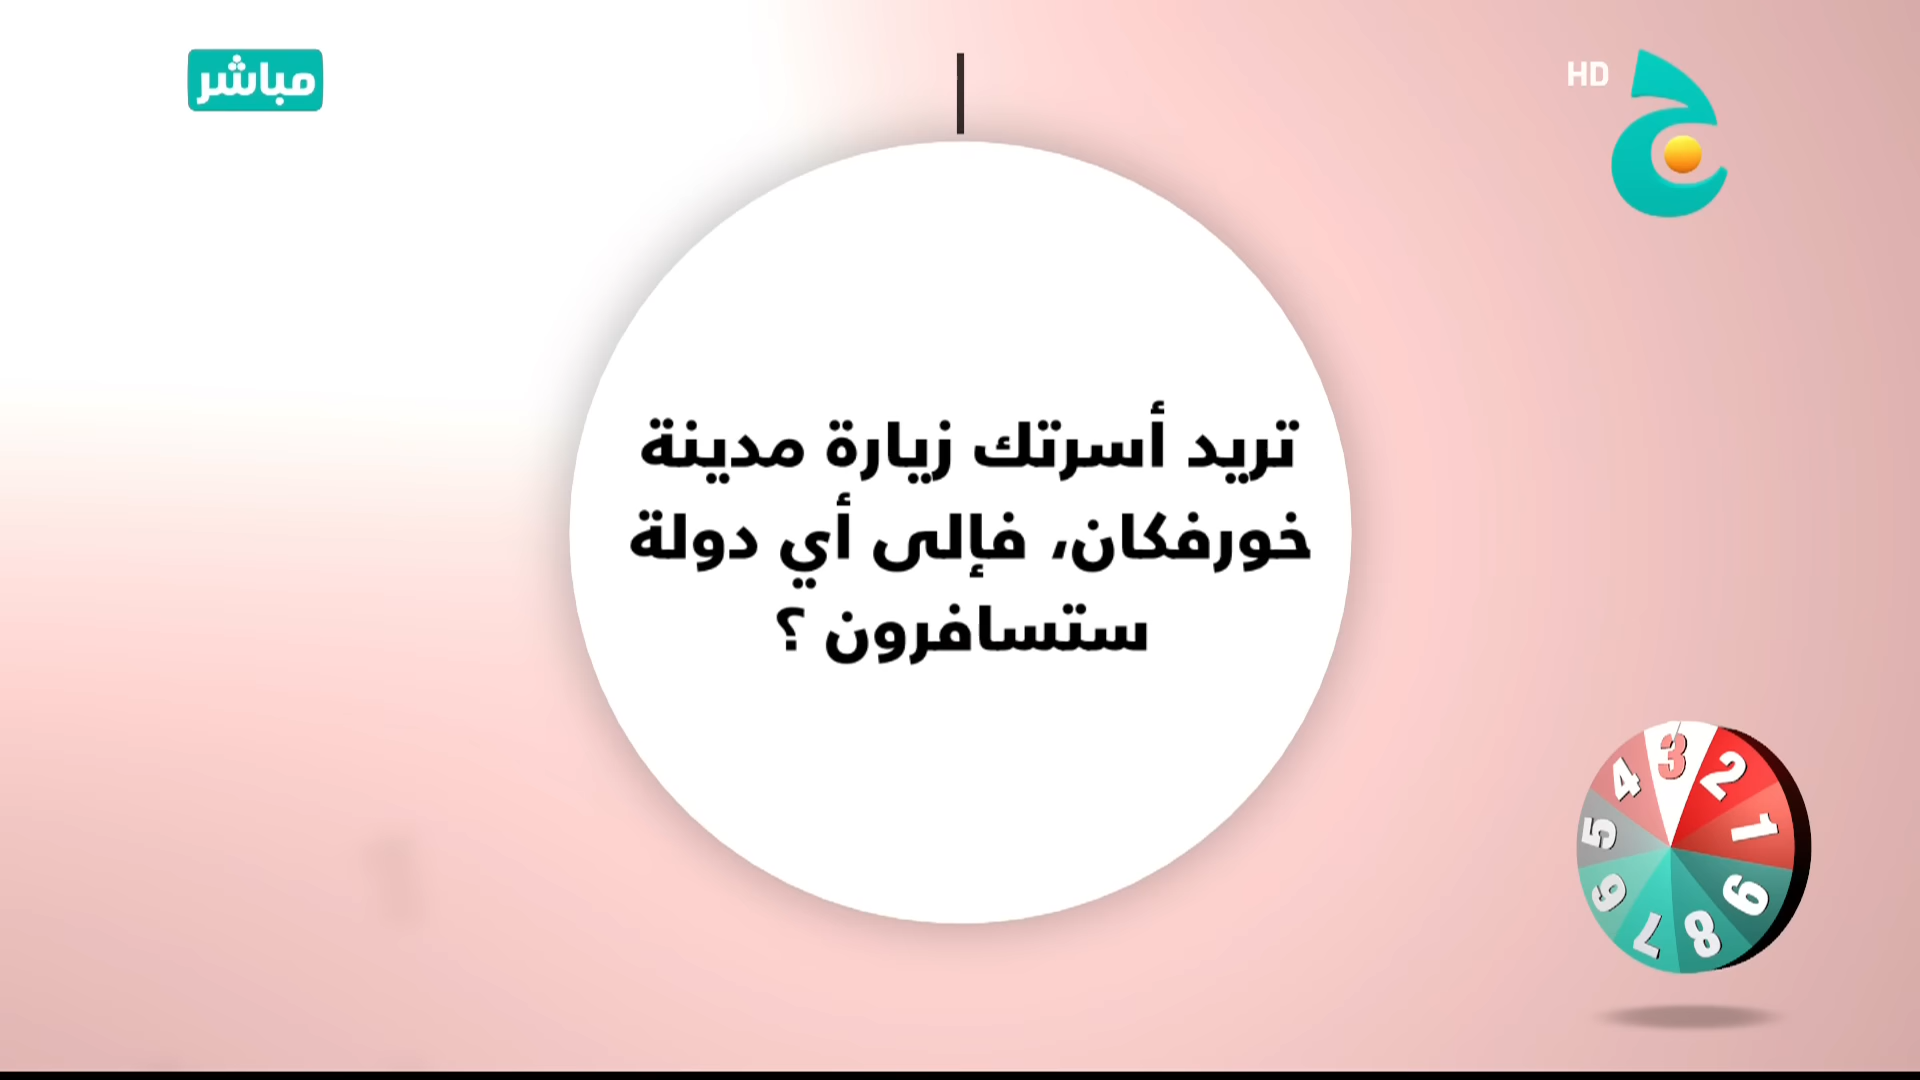 مباشر
HD
تريد أسرتك زيارة مدينة
خورفكان، فإلى أي دولة
ستسافرون ؟
4 3 2
5 1
6 9
7 8